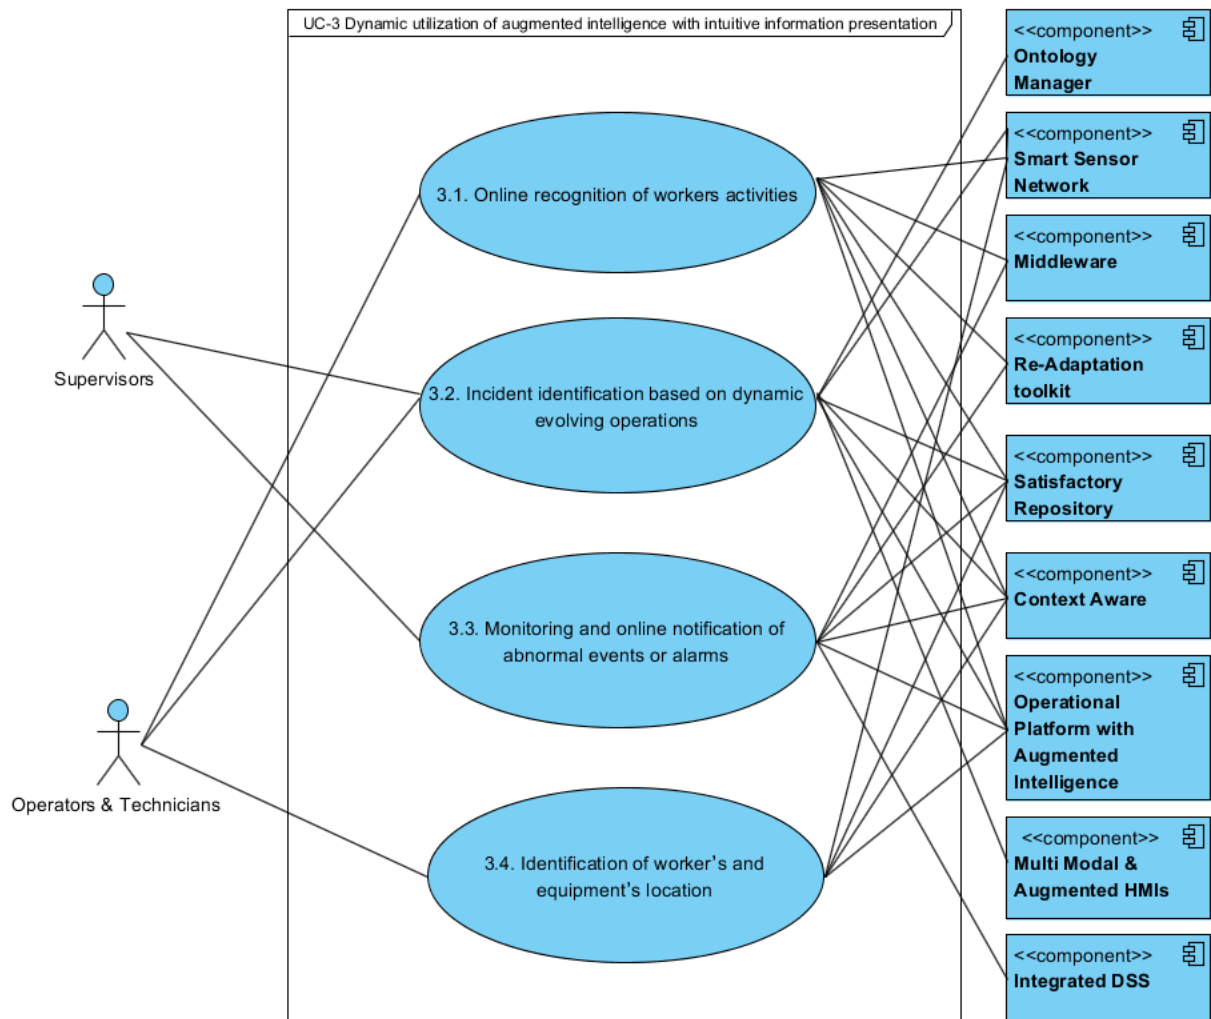 UC-3 Dynamic utilization of augmented intelligence with intuitive information presentation
Supervisors
Operators & Technicians
3.1. Online recognition of workers activities
3.2. Incident identification based on dynamic
evolving operations
3.3. Monitoring and online notification of
abnormal events or alarms
3.4. Identification of worker's and
equipment's location
<<component>>
Ontology
Manager
<<component>>
Smart Sensor
Network
<<component>>
Middleware
<<component>>
Re-Adaptation
toolkit
<<component>>
Satisfactory
Repository
<<component>>
Context Aware
<<component>>
Operational
Platform with
Augmented
Intelligence
<<component>>
Multi Modal &
Augmented HMIs
<<component>>
Integrated DSS